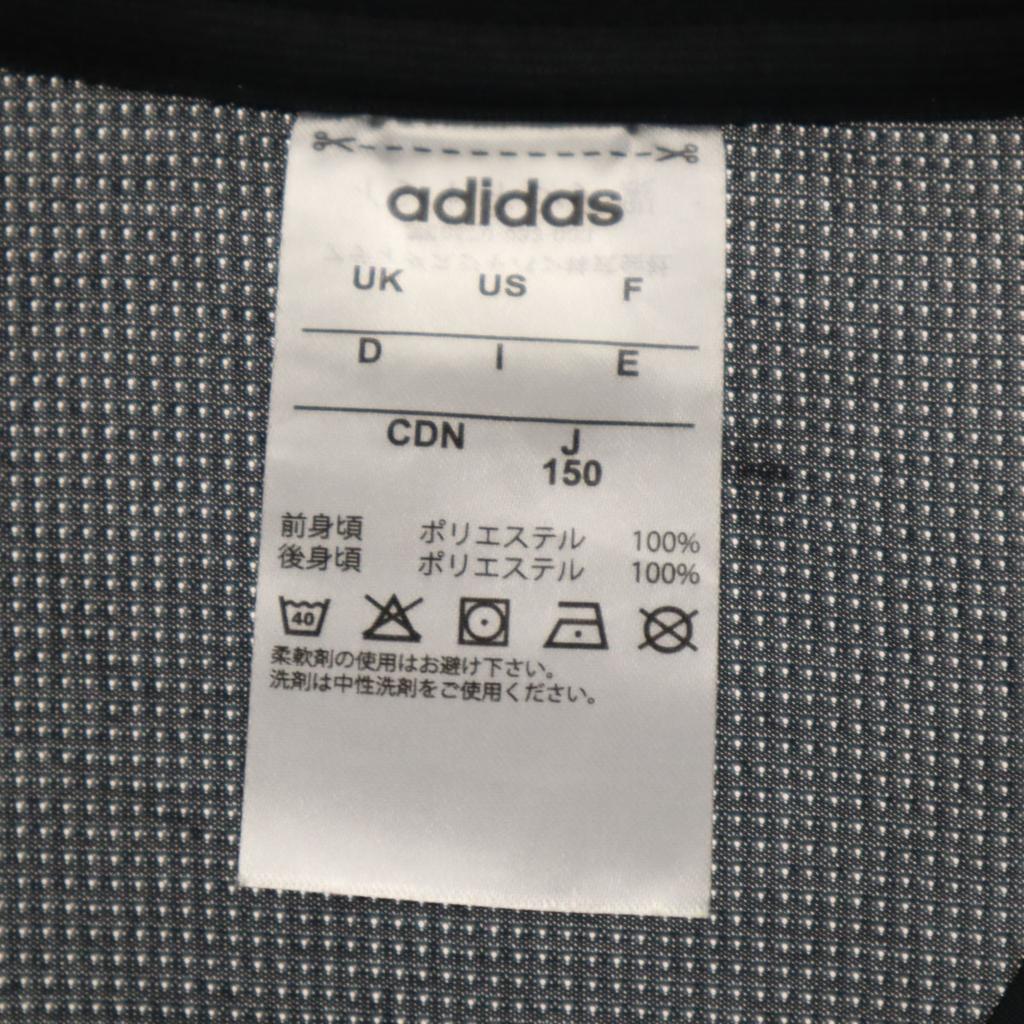 adidas
UK US F
D I E
CDN J
150
前身頃 ポリエステル 100%
後身頃 ポリエステル 100%
40
柔軟剤の使用はお避け下さい。
洗剤は中性洗剤をご使用ください。